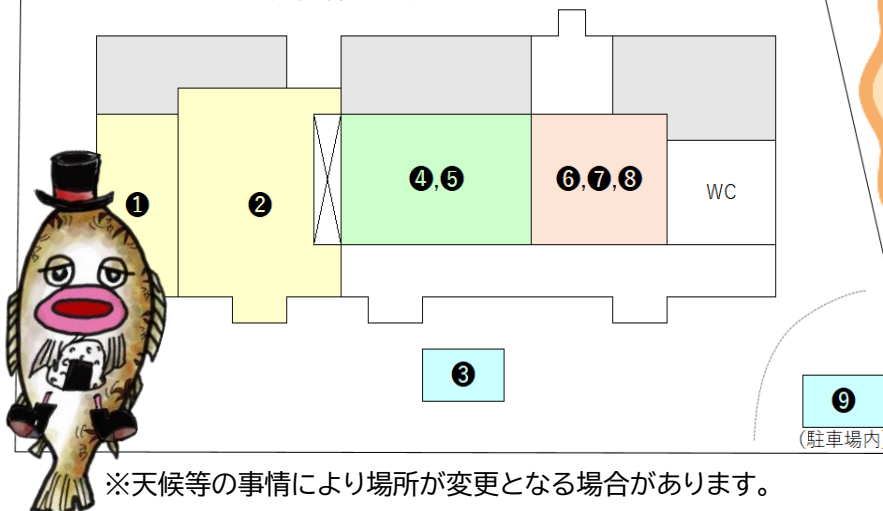 ❶
❷
❹,❺
❻,❼,❽
WC
❸
❾
(駐車場内)
※天候等の事情により場所が変更となる場合があります。